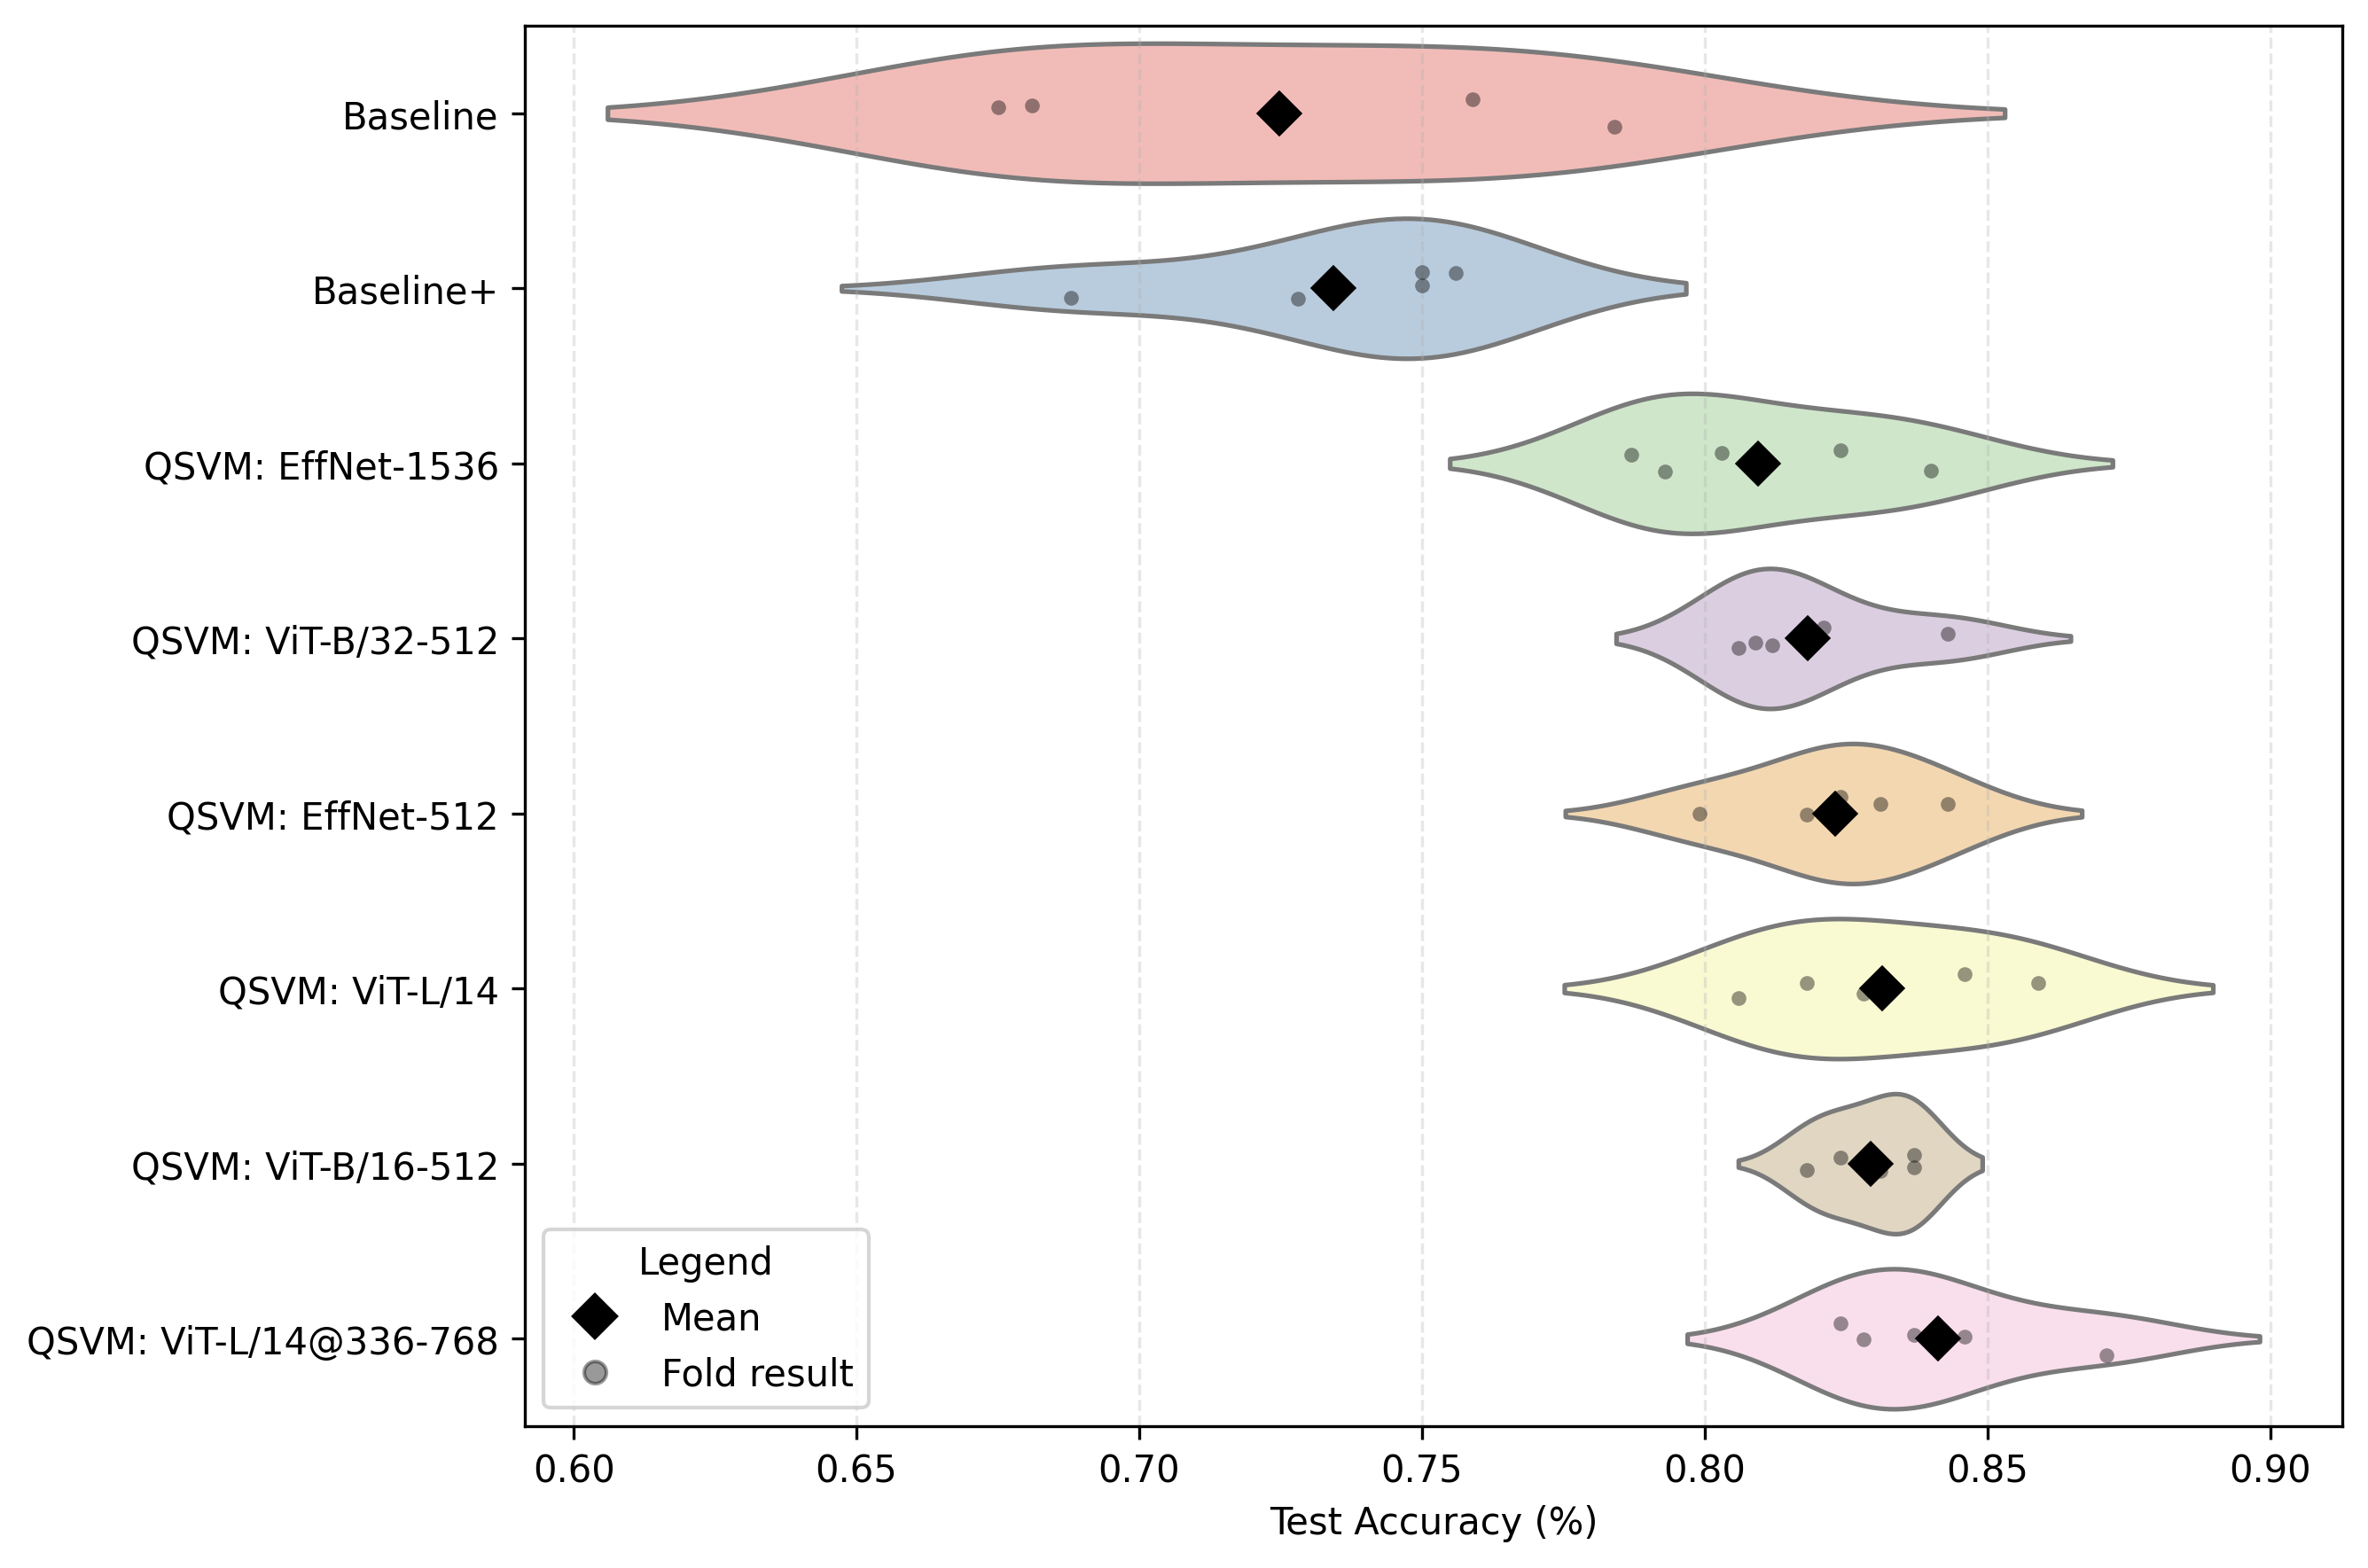 Baseline
Baseline+
QSVM: EffNet-1536
QSVM: ViT-B/32-512
QSVM: EffNet-512
QSVM: ViT-L/14
QSVM: ViT-B/16-512
QSVM: ViT-L/14@336-768
Legend
Mean
Fold result
0.60 0.65 0.70 0.75 0.80 0.85 0.90
Test Accuracy (%)